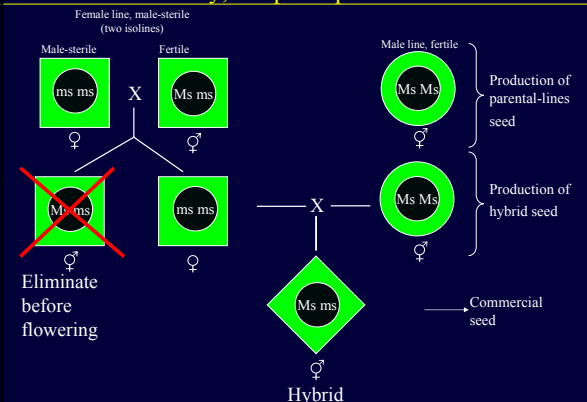 Female line, male-sterile
(two isolines)
Male-sterile
Fertile
Male line, fertile
ms ms
X
Ms ms
Ms Ms
♀
⚥
⚥
Production of
parental-lines
seed
Ms ms
ms ms
X
Ms Ms
⚥
♀
⚥
Production of
hybrid seed
Eliminate
before
flowering
Ms ms
Commercial
seed
⚥
Hybrid